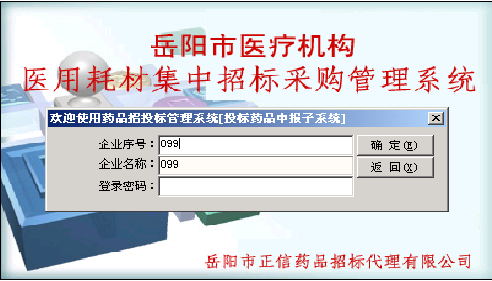 岳阳市医疗机构
医用耗材集中招标采购管理系统
欢迎使用药品招投标管理系统[投标药品申报子系统]
企业序号: 099
确 定(E)
企业名称: 099
返 回(X)
登录密码:
岳阳市正信药品招标代理有限公司